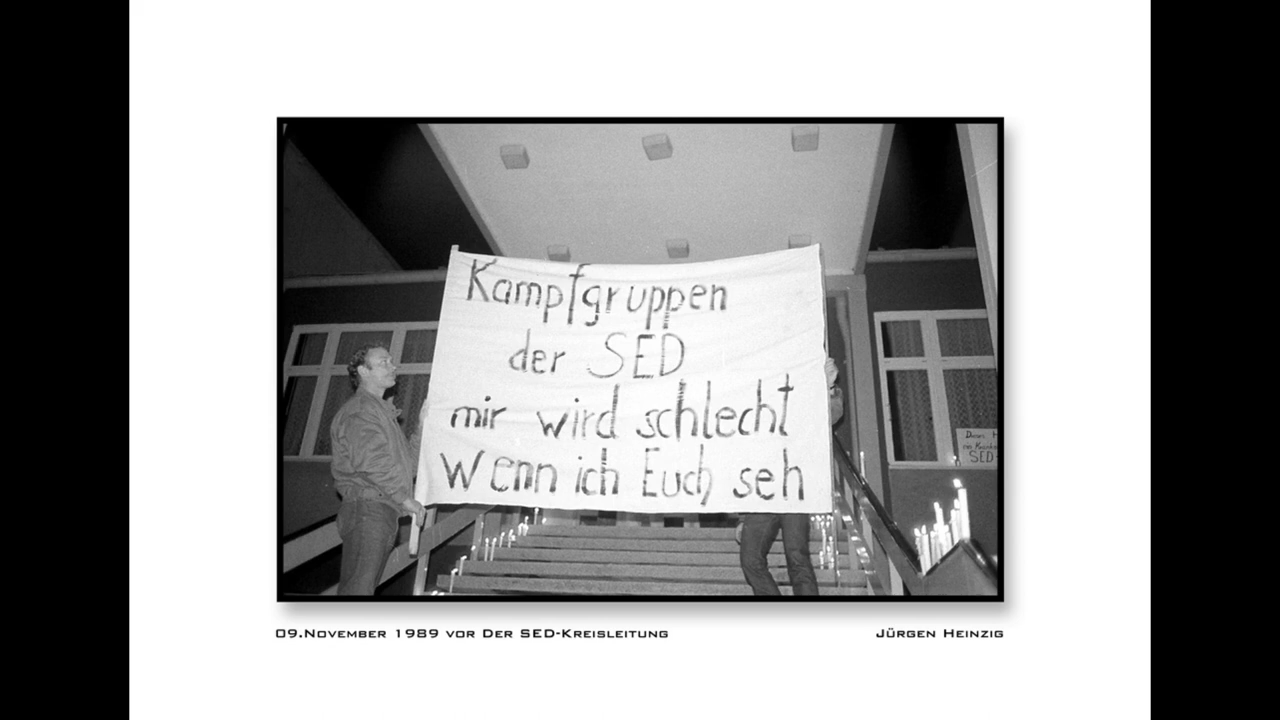 Kampfgruppen
der SED
mir wird schlecht
Wenn ich Euch seh
SED
09.November 1989 vor Der SED-Kreisleitung
Jürgen Heinzig